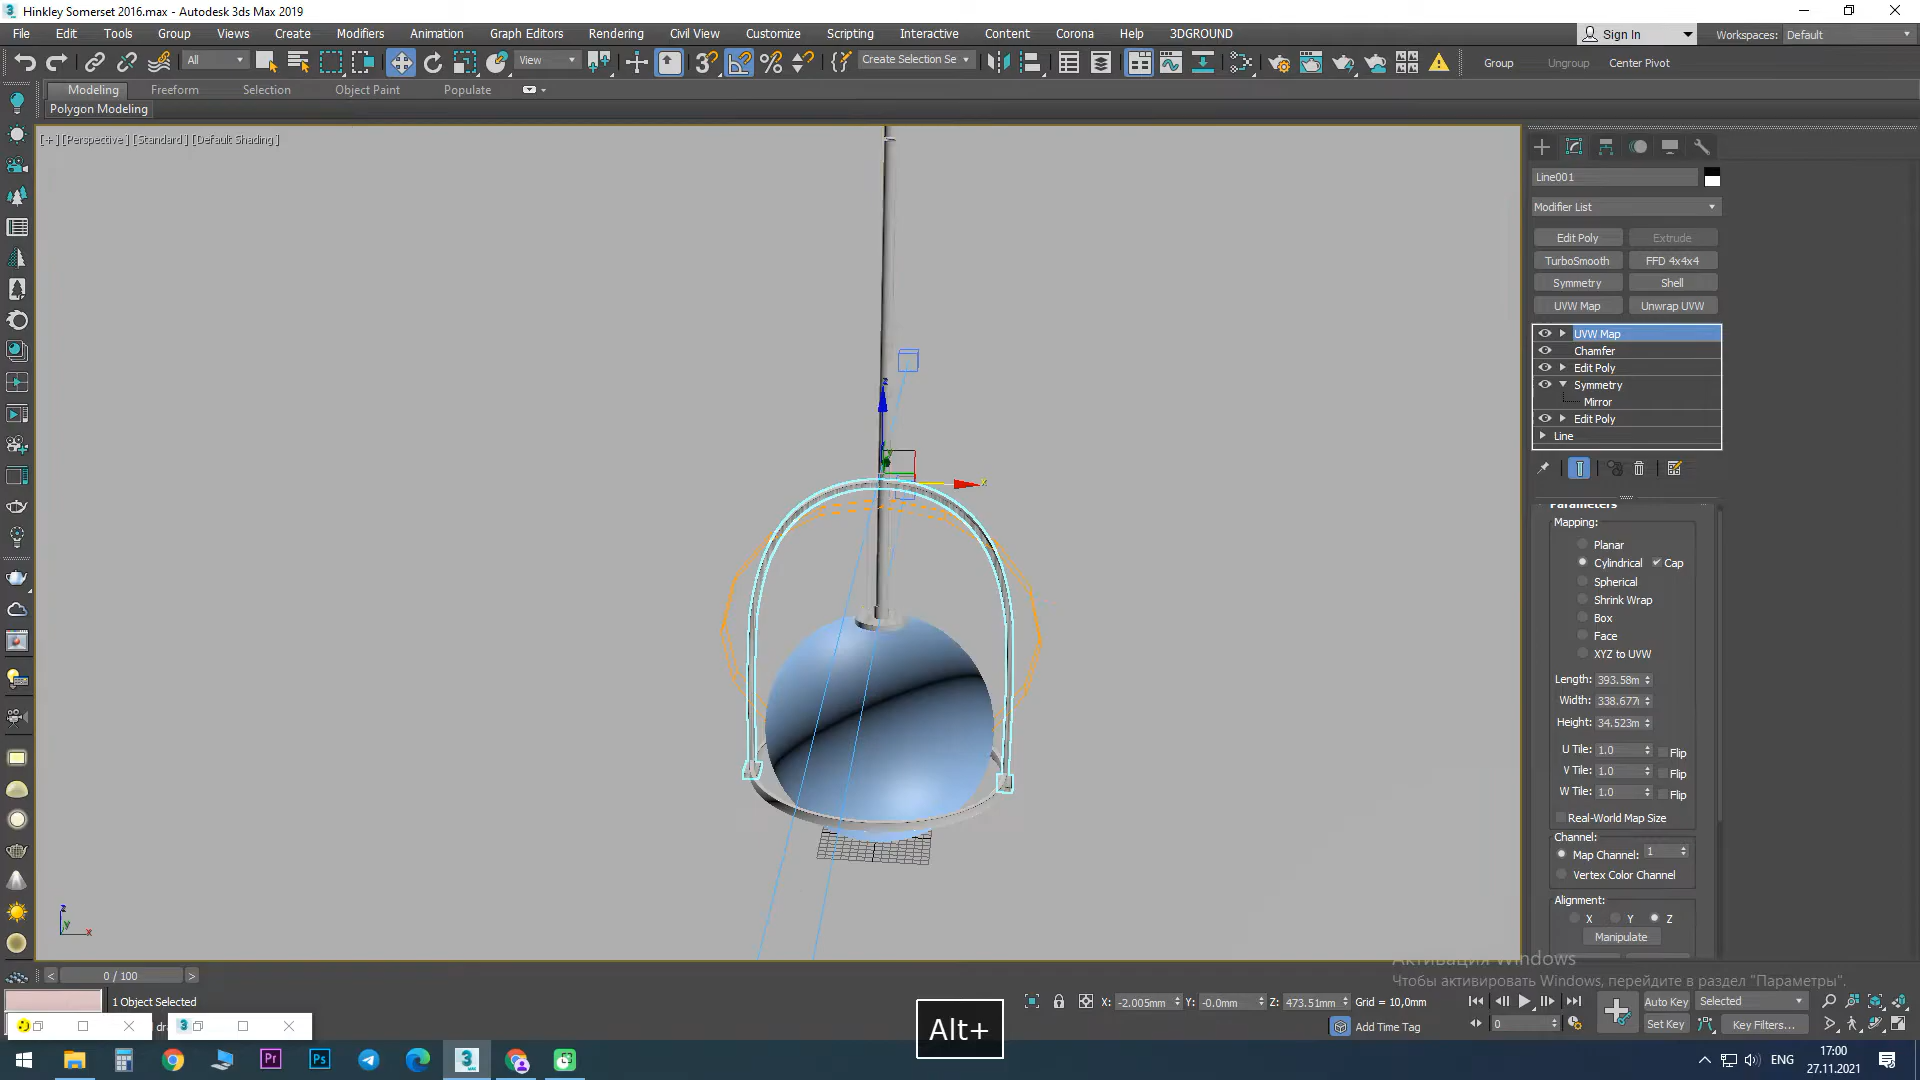 Hinkley Somerset 2016.max - Autodesk 3ds Max 2019
File Edit Tools Group Views Create Modifiers Animation Graph Editors Rendering Civil View Customize Scripting Interactive Content Corona Help 3DGROUND Sign In Workspaces: Default
All View Create Selection Se Group Ungroup Center Pivot
Modeling Freeform Selection Object Paint Populate
Polygon Modeling
[+] [Perspective] [Standard] [Default Shading]
Line001
Modifier List
Edit Poly Extrude
TurboSmooth FFD 4x4x4
Symmetry Shell
UVW Map Unwrap UVW
UVW Map
Chamfer
Edit Poly
Symmetry
Mirror
Edit Poly
Line
Parameters
Mapping:
Planar
Cylindrical Cap
Spherical
Shrink Wrap
Box
Face
XYZ to UVW
Length: 393.58m
Width: 338.677r
Height: 34.523m
U Tile: 1.0 Flip
V Tile: 1.0 Flip
W Tile: 1.0 Flip
Real-World Map Size
Channel:
Map Channel: 1
Vertex Color Channel
Alignment:
X Y Z
Manipulate
Активация Windows
Чтобы активировать Windows, перейдите в раздел "Параметры".
x
z
z
y
x
0 / 100
1 Object Selected
X: -2.005mm Y: -0.0mm Z: 473.51mm Grid = 10,0mm
Auto Key Selected
Add Time Tag
0
Set Key Key Filters...
Alt+
ENG
17:00
27.11.2021